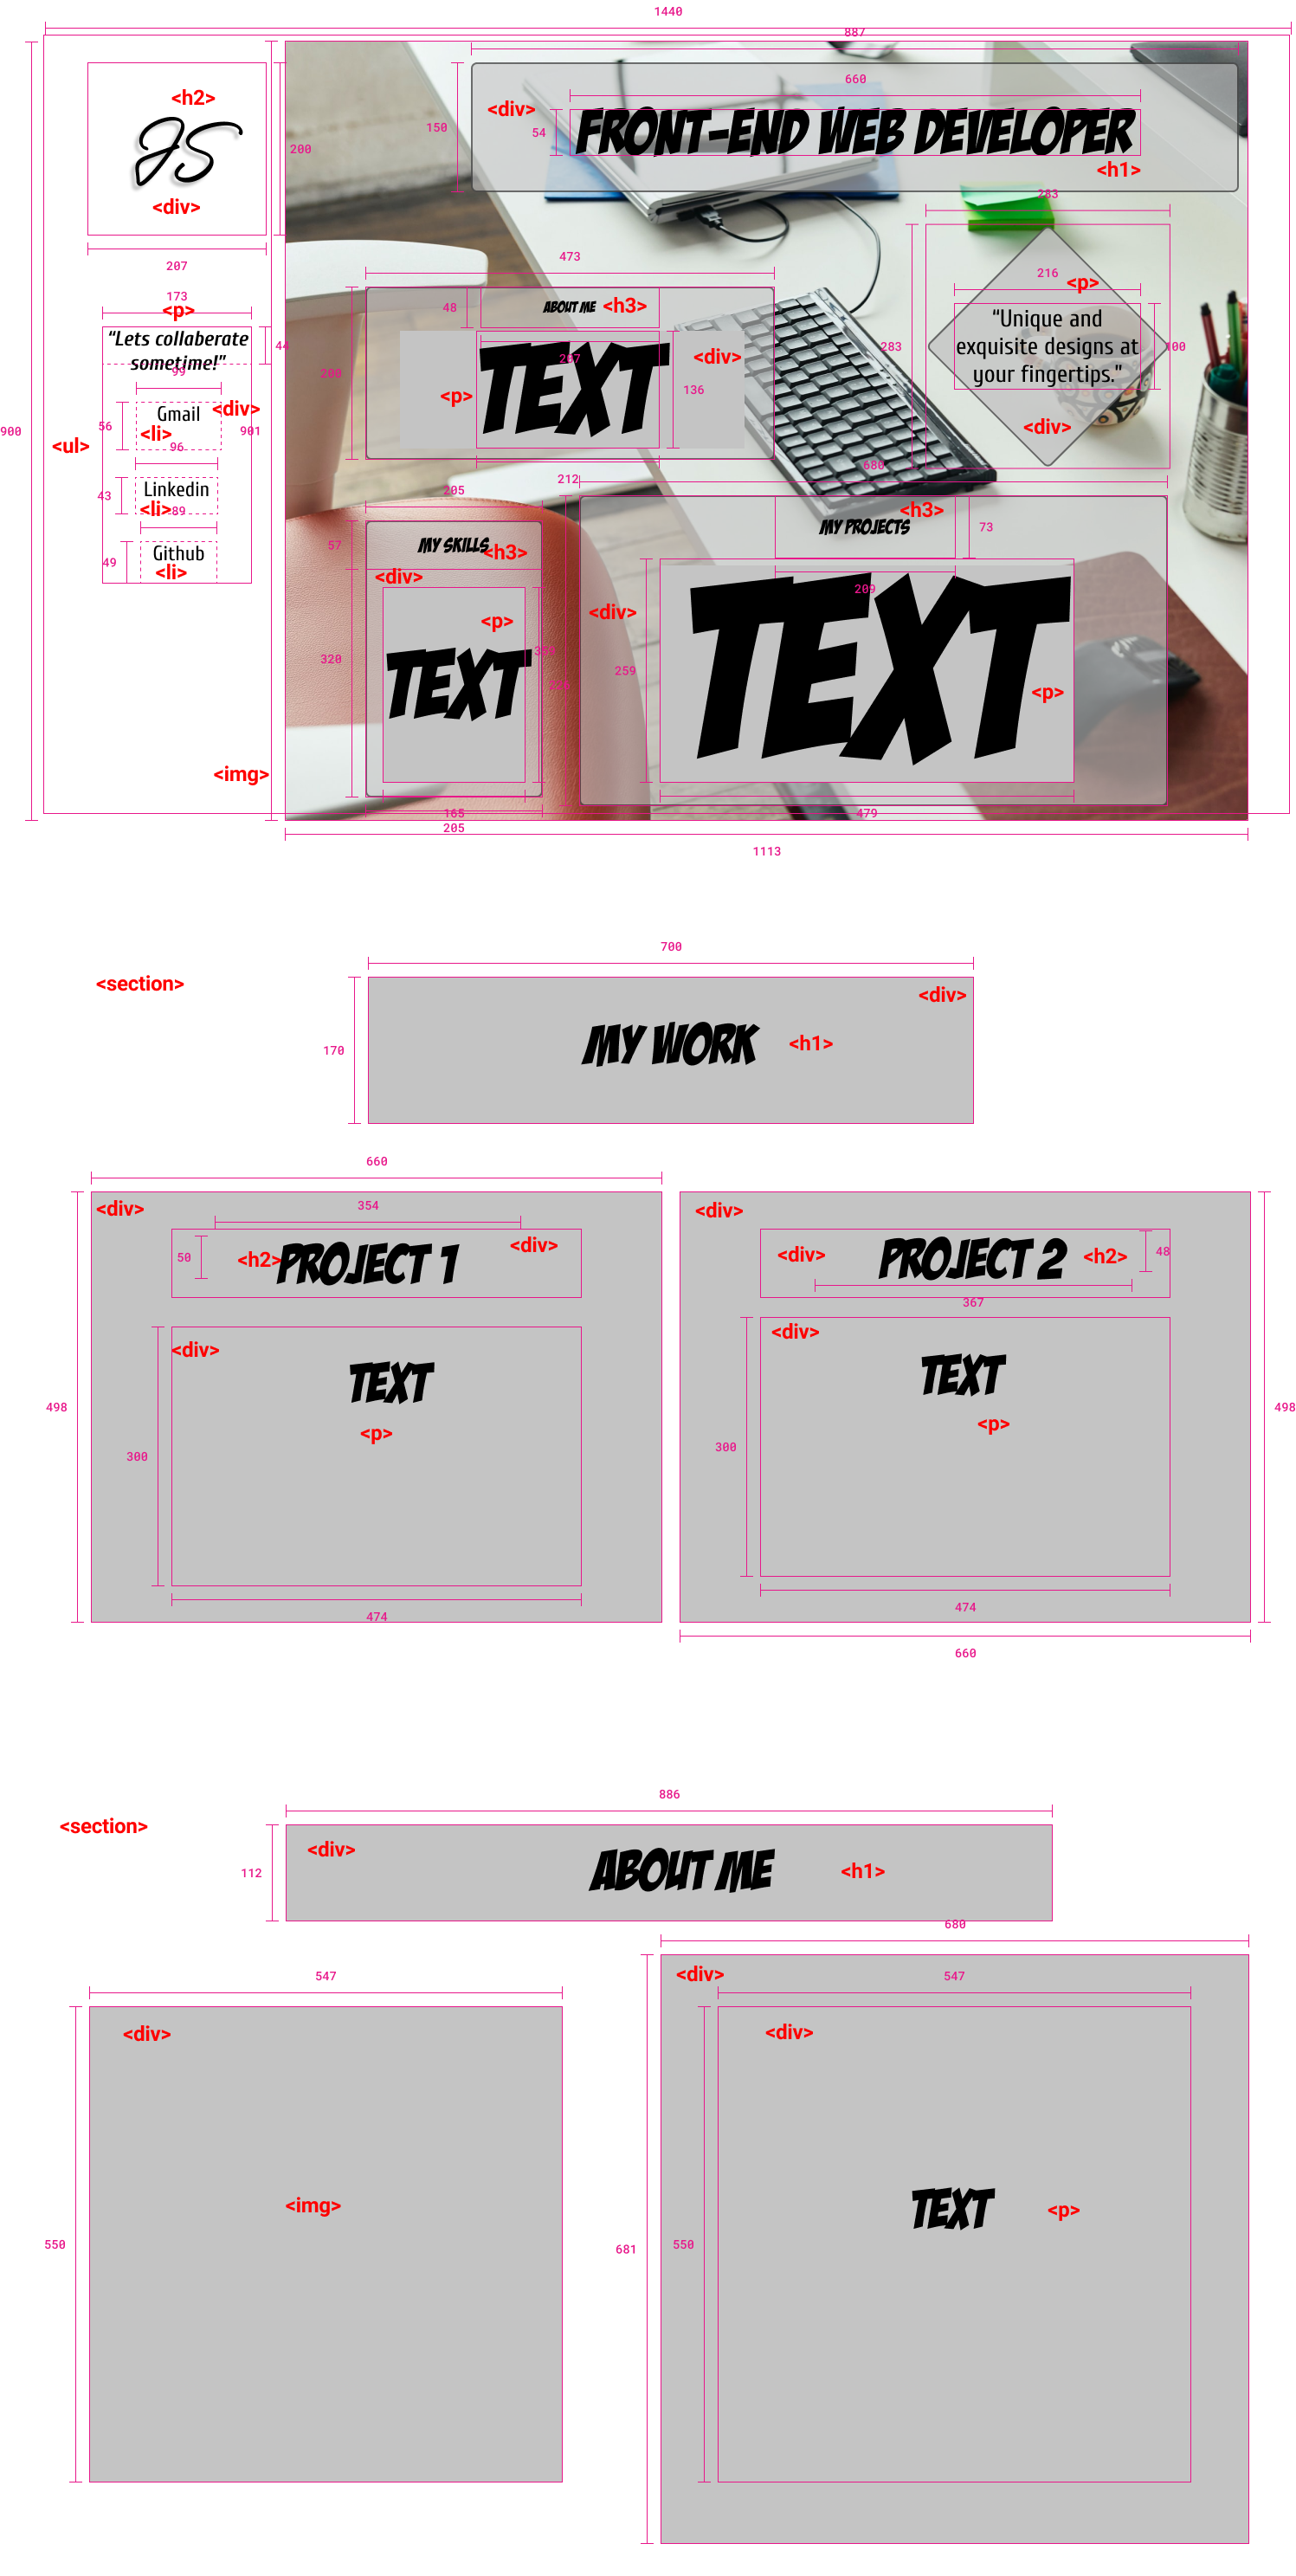 1440
887
<h2>
JS
<div>
200
207
<div>
660
150
54
FRONT-END WEB DEVELOPER
<h1>
283
173
<p>
“Lets collaberate
sometime!”
44
99
Gmail
<div>
56
<li>
901
900
<ul>
96
43
Linkedin
<li>
89
49
Github
<li>
<img>
473
48
ABOUT ME
<h3>
200
207
<div>
<p>
TEXT
136
212
216
<p>
“Unique and
exquisite designs at
your fingertips.”
283
<div>
205
57
MY SKILLS
<h3>
<div>
<p>
320
TEXT
165
205
680
<h3>
MY PROJECTS
73
209
<div>
259
TEXT
<p>
479
1113
700
<section>
<div>
170
MY WORK
<h1>
660
<div>
354
50
<h2>
PROJECT 1
<div>
<div>
TEXT
<p>
498
300
474
<div>
<div>
PROJECT 2
<h2>
48
367
<div>
TEXT
<p>
300
498
474
660
886
<section>
<div>
112
ABOUT ME
<h1>
680
547
<div>
<img>
550
<div>
547
<div>
TEXT
<p>
681
550